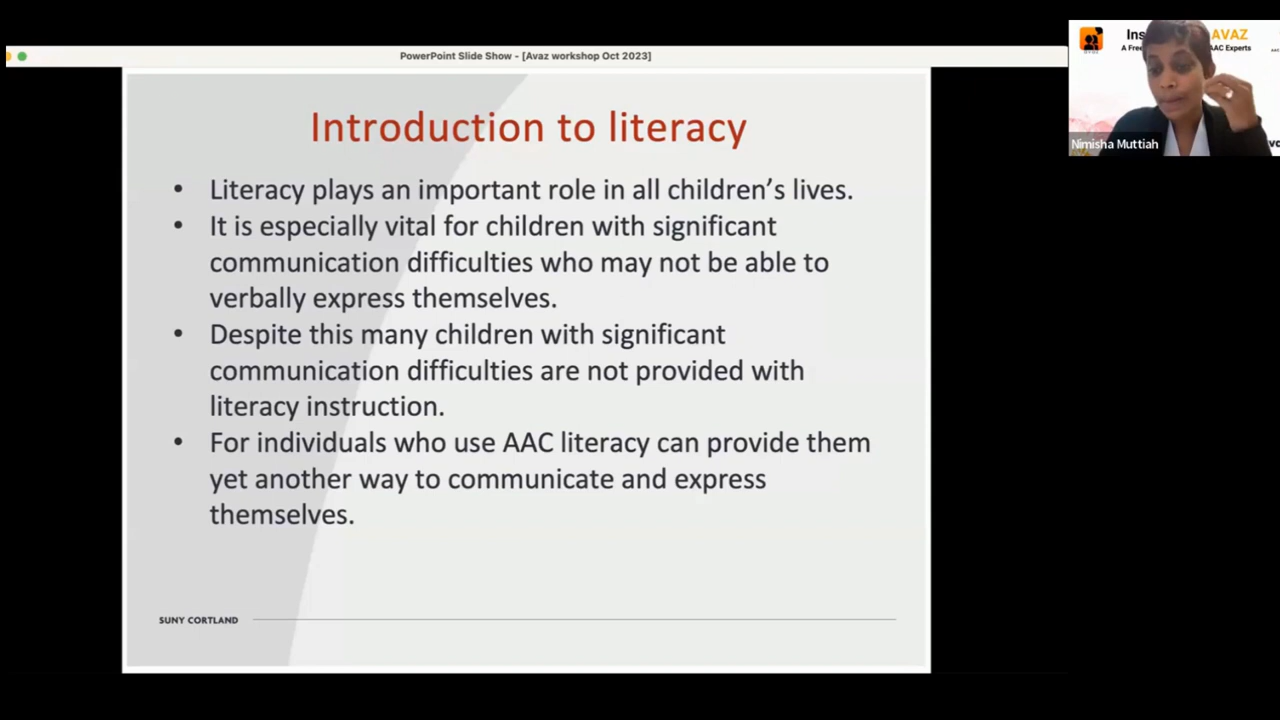 PowerPoint Slide Show - [Avaz workshop Oct 2023]
Ins AVAZ
A Free AAC Experts
Nimisha Muttiah
Introduction to literacy
• Literacy plays an important role in all children's lives.
• It is especially vital for children with significant
communication difficulties who may not be able to
verbally express themselves.
• Despite this many children with significant
communication difficulties are not provided with
literacy instruction.
• For individuals who use AAC literacy can provide them
yet another way to communicate and express
themselves.
SUNY CORTLAND